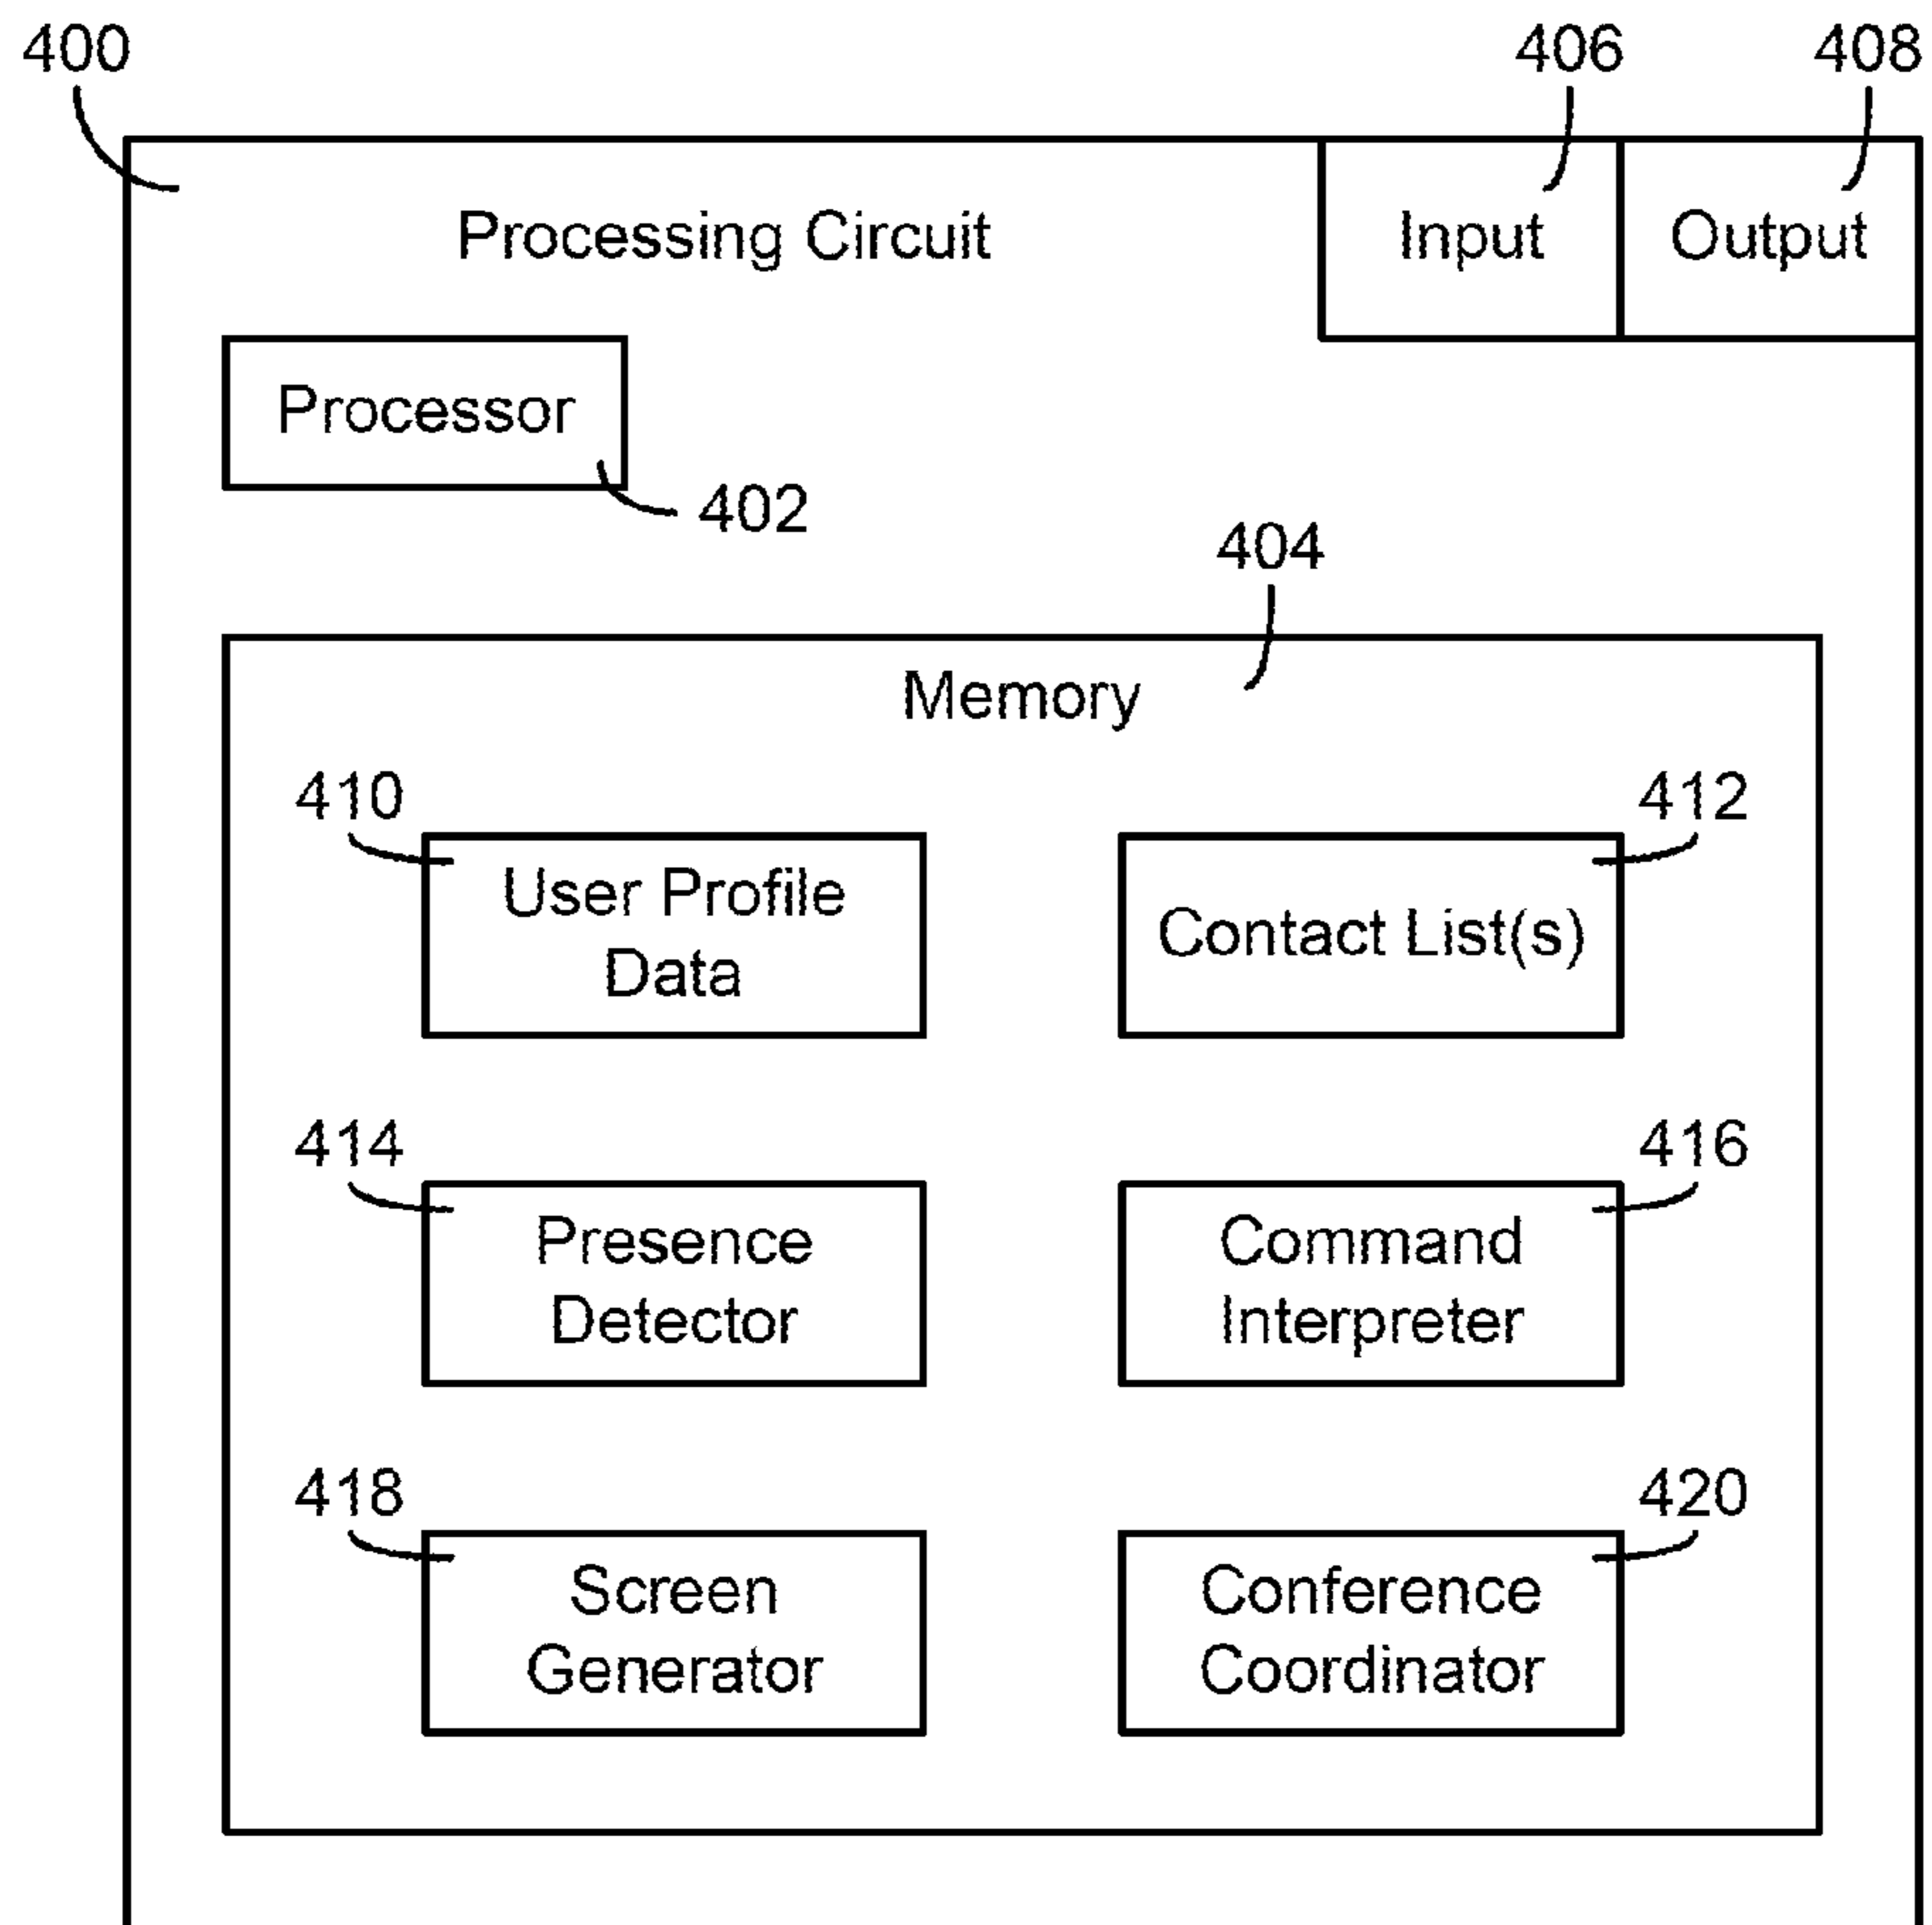 400
406
408
Processing Circuit
Input
Output
Processor
402
404
Memory
410
412
User Profile
Data
Contact List(s)
414
416
Presence
Detector
Command
Interpreter
418
420
Screen
Generator
Conference
Coordinator